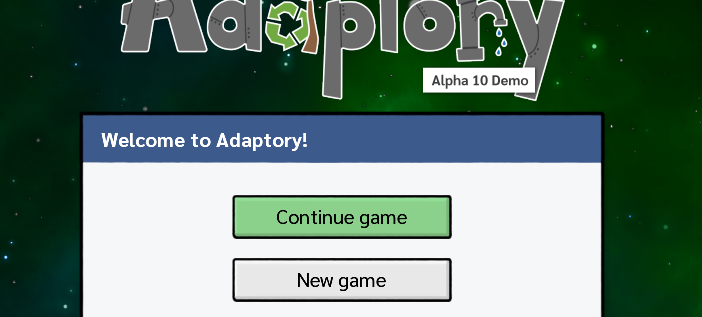 Adaptory
Alpha 10 Demo
Welcome to Adaptory!
Continue game
New game